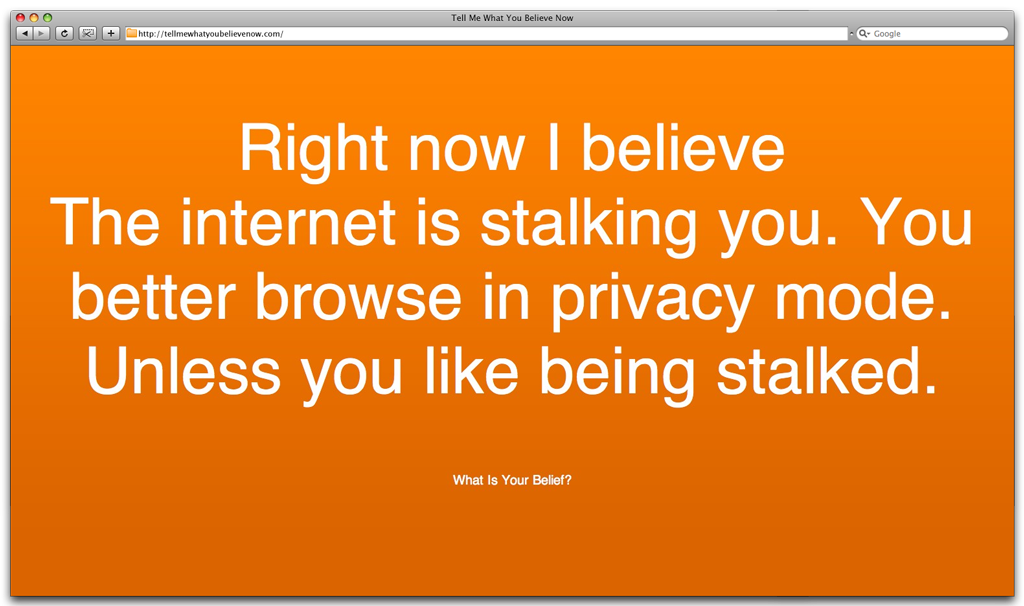 Tell Me What You Believe Now
http://tellmewhatyoubelievenow.com/
Google
Right now I believe
The internet is stalking you. You
better browse in privacy mode.
Unless you like being stalked.
What Is Your Belief?